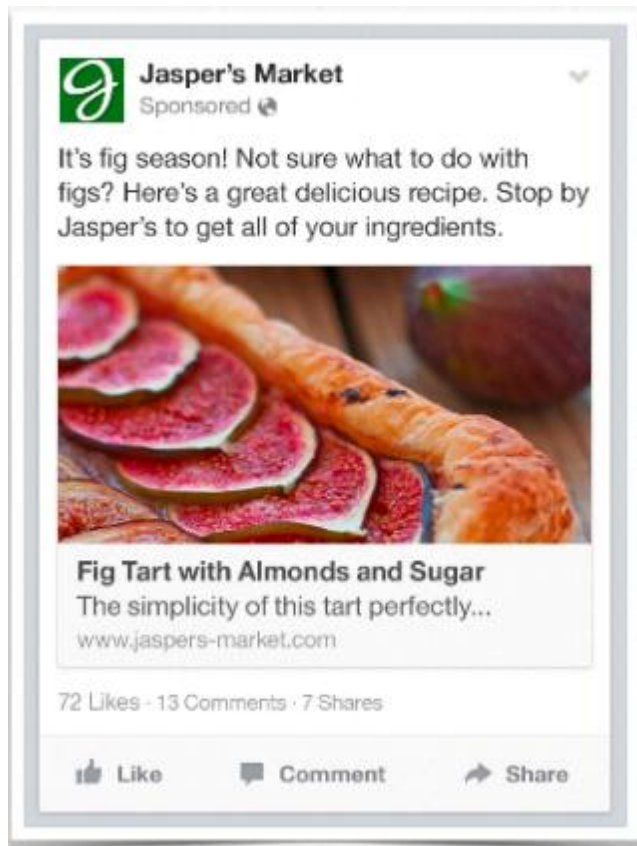 Jasper's Market
Sponsored
It's fig season! Not sure what to do with
figs? Here's a great delicious recipe. Stop by
Jasper's to get all of your ingredients.
Fig Tart with Almonds and Sugar
The simplicity of this tart perfectly...
www.jaspers-market.com
72 Likes · 13 Comments · 7 Shares
Like Comment Share